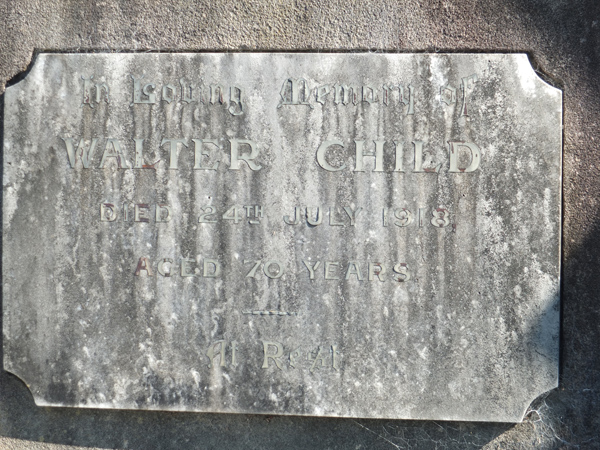 In Loving Memory of
WALTER CHILD
DIED 24TH JULY 1918
AGED 70 YEARS
At Rest